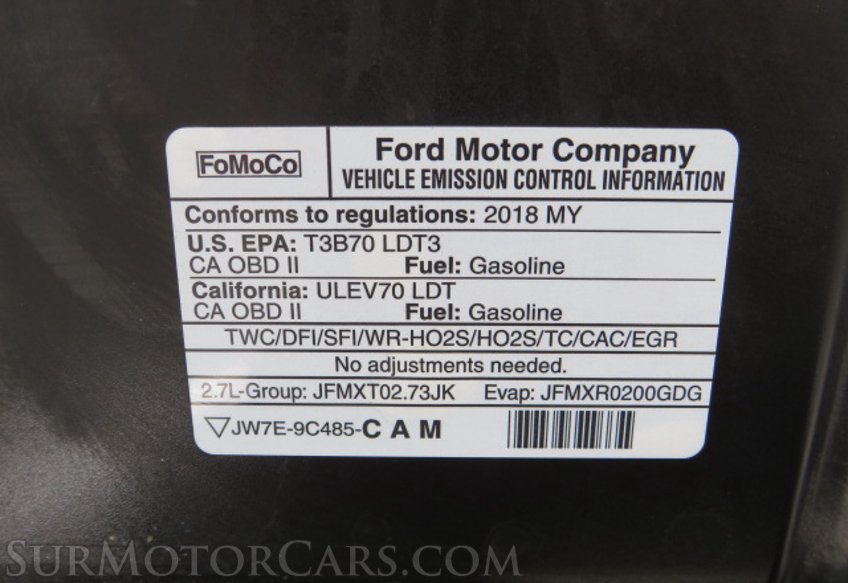 FoMoCo
Ford Motor Company
VEHICLE EMISSION CONTROL INFORMATION
Conforms to regulations: 2018 MY
U.S. EPA: T3B70 LDT3
CA OBD II Fuel: Gasoline
California: ULEV70 LDT
CA OBD II Fuel: Gasoline
TWC/DFI/SFI/WR-HO2S/HO2S/TC/CAC/EGR
No adjustments needed.
2.7L-Group: JFMXT02.73JK Evap: JFMXR0200GDG
JW7E-9C485-CAM
SURMOTORCARS.COM